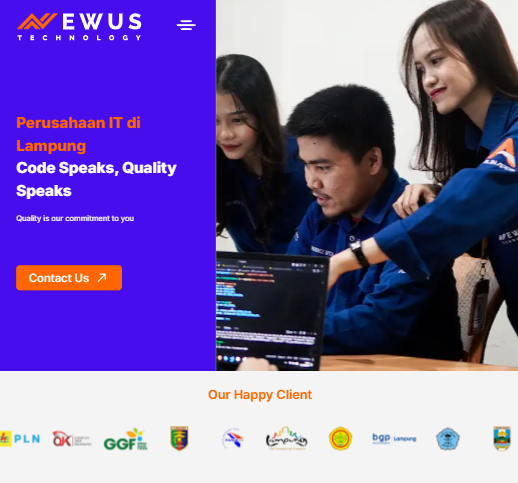 EWUS
TECHNOLOGY
Perusahaan IT di
Lampung
Code Speaks, Quality
Speaks
Quality is our commitment to you
Contact Us
Our Happy Client
PLN
GGF
Lampung
bgp Lampung